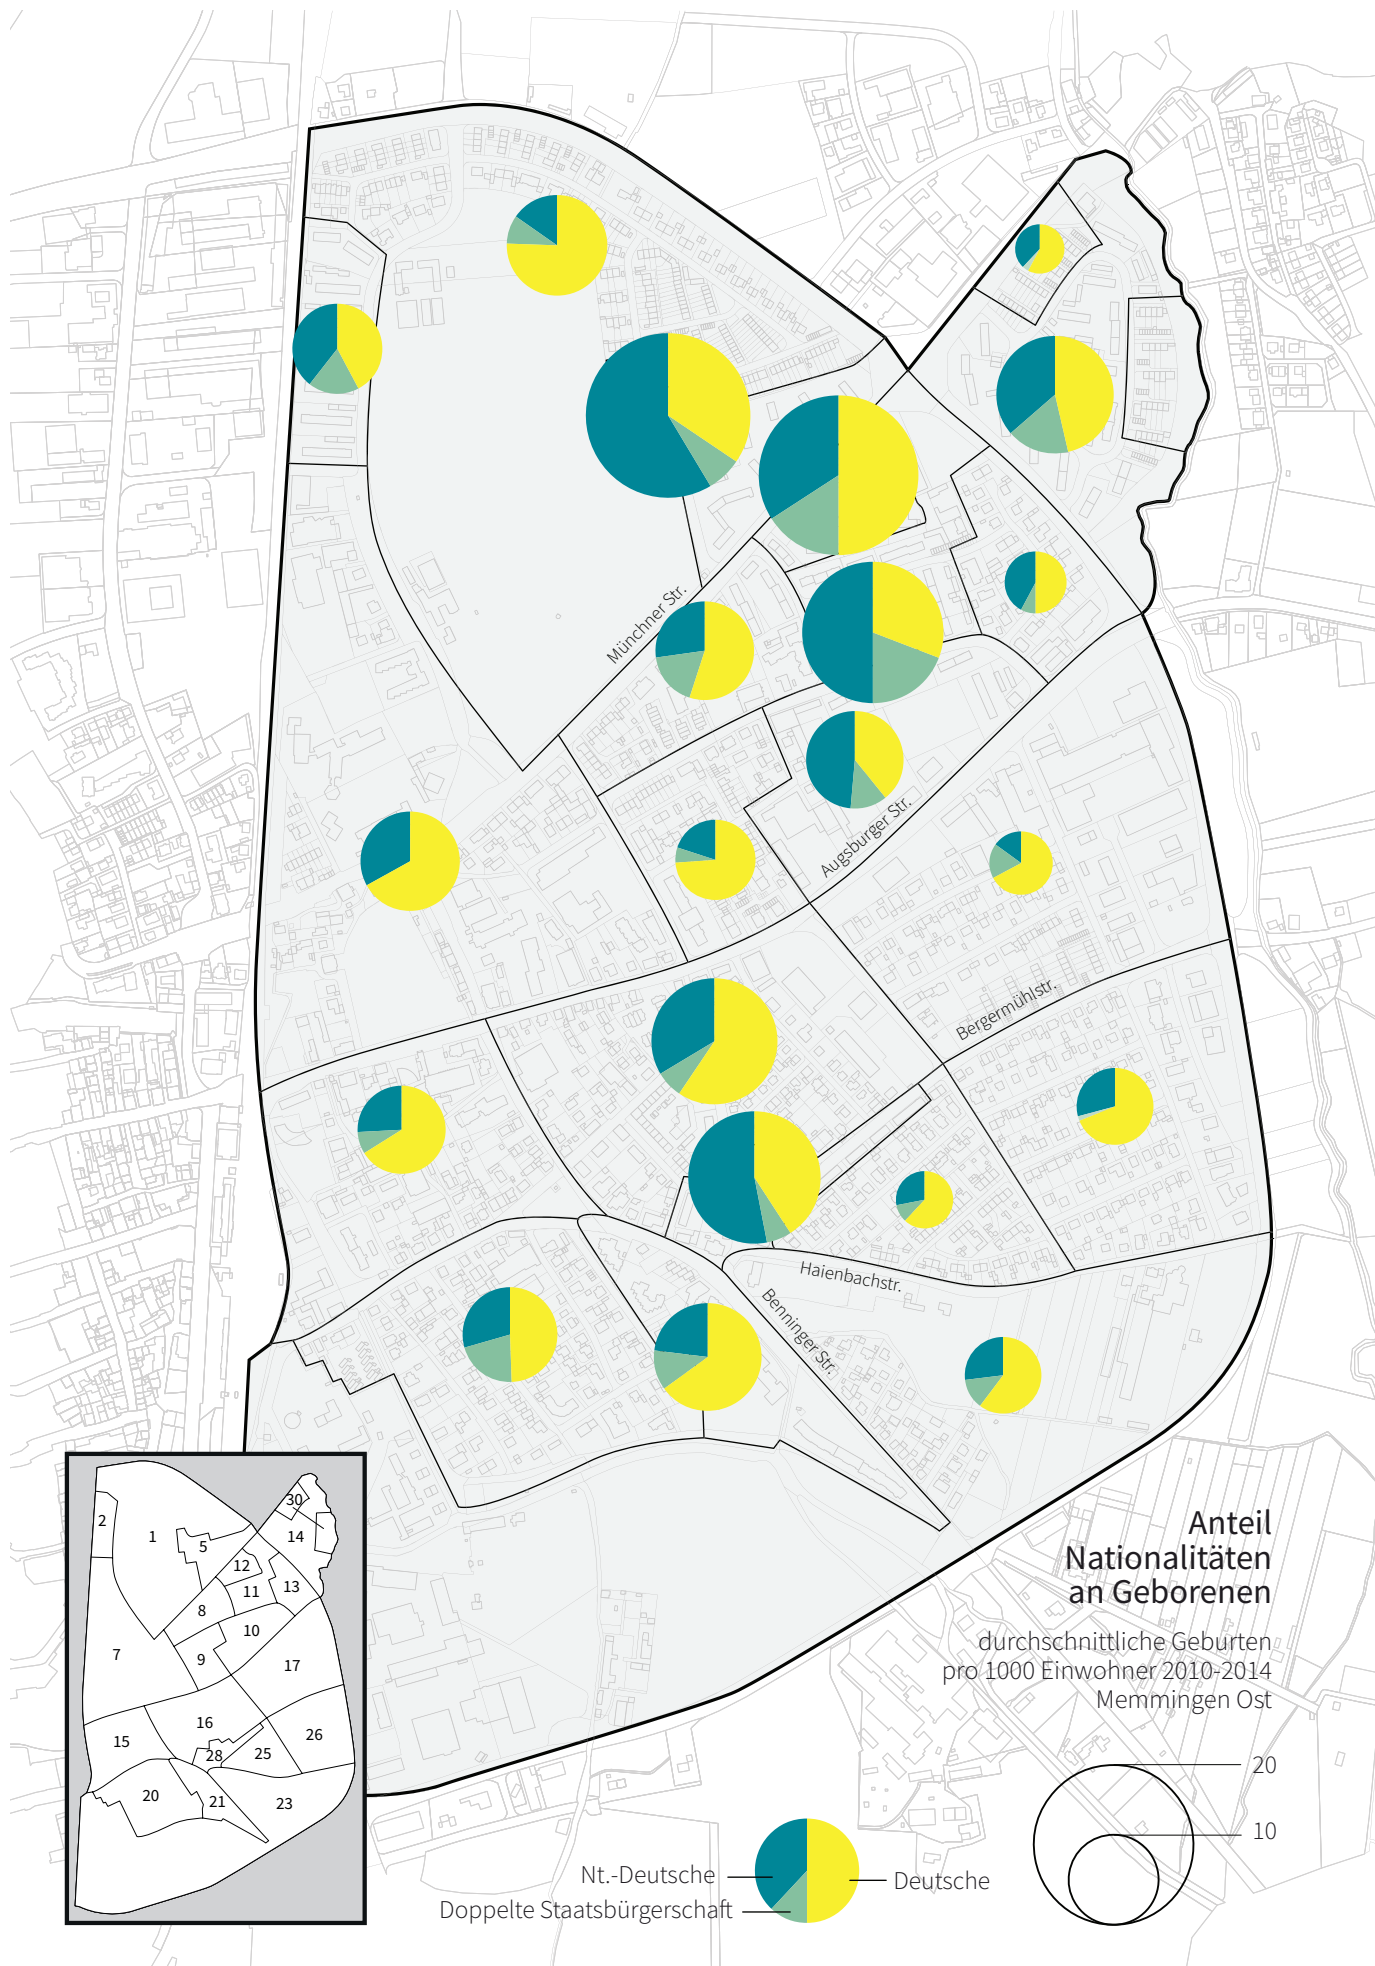 Münchner Str.
Augsburger Str.
Bergermühlstr.
Haienbachstr.
Benninger Str.
30
2
14
1
5
12
13
11
8
10
7
9
17
16
26
15
28
25
20
21
23
Anteil
Nationalitäten
an Geborenen
durchschnittliche Geburten
pro 1000 Einwohner 2010-2014
Memmingen Ost
20
10
Nt.-Deutsche
Deutsche
Doppelte Staatsbürgerschaft